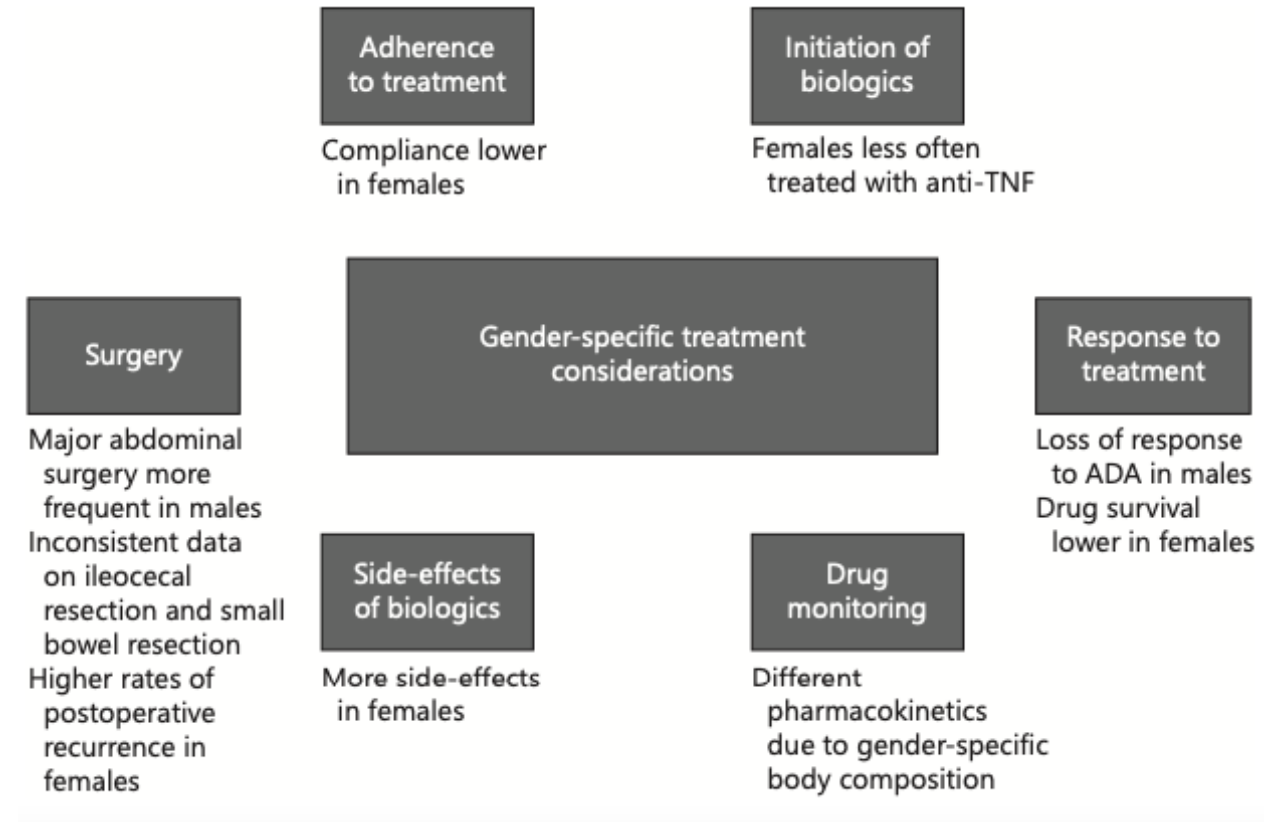 Adherence
to treatment
Compliance lower
in females
Initiation of
biologics
Females less often
treated with anti-TNF
Gender-specific treatment
considerations
Surgery
Major abdominal
surgery more
frequent in males
Inconsistent data
on ileocecal
resection and small
bowel resection
Higher rates of
postoperative
recurrence in
females
Response to
treatment
Loss of response
to ADA in males
Drug survival
lower in females
Side-effects
of biologics
More side-effects
in females
Drug
monitoring
Different
pharmacokinetics
due to gender-specific
body composition